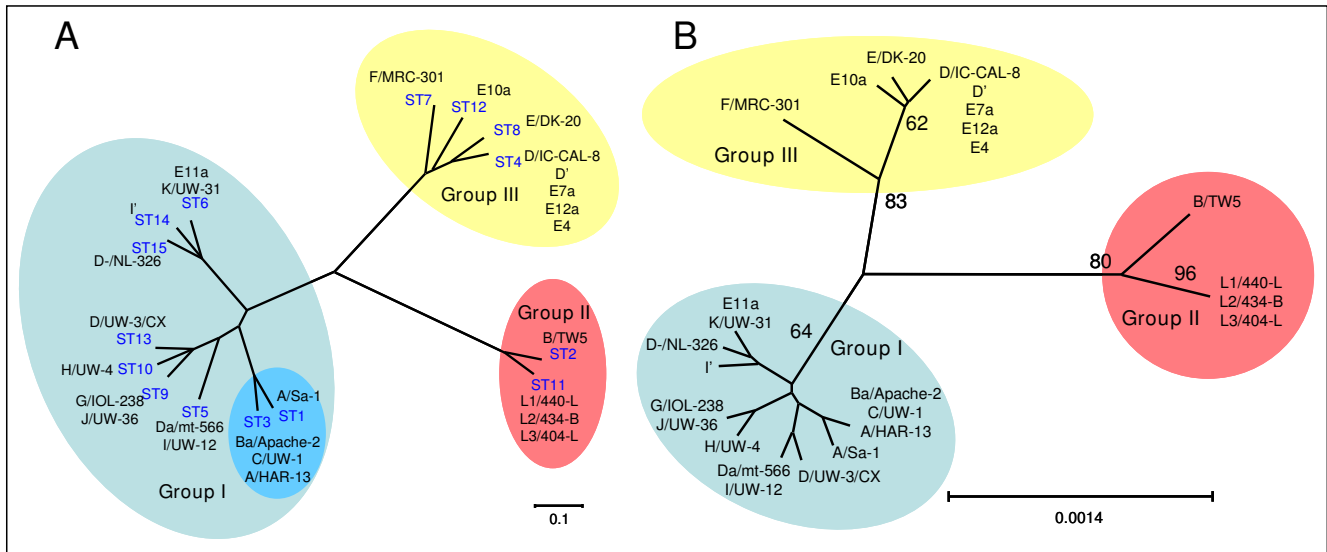 A
F/MRC-301
ST7
E10a
ST12
E/DK-20
ST8
ST4
D/IC-CAL-8
D'
E7a
E12a
E4
Group III
E11a
K/UW-31
ST6
I'
ST14
ST15
D-/NL-326
D/UW-3/CX
ST13
H/UW-4 ST10
ST9
G/IOL-238
J/UW-36
ST5
Da/mt-566
I/UW-12
A/Sa-1
ST3 ST1
Ba/Apache-2
C/UW-1
A/HAR-13
Group I
Group II
B/TW5
ST2
ST11
L1/440-L
L2/434-B
L3/404-L
0.1
B
E/DK-20
E10a
D/IC-CAL-8
D'
E7a
E12a
E4
F/MRC-301
62
Group III
83
B/TW5
80
96
L1/440-L
L2/434-B
L3/404-L
Group II
64
Group I
E11a
K/UW-31
D-/NL-326
I'
G/IOL-238
J/UW-36
H/UW-4
Da/mt-566
I/UW-12
D/UW-3/CX
A/Sa-1
Ba/Apache-2
C/UW-1
A/HAR-13
0.0014